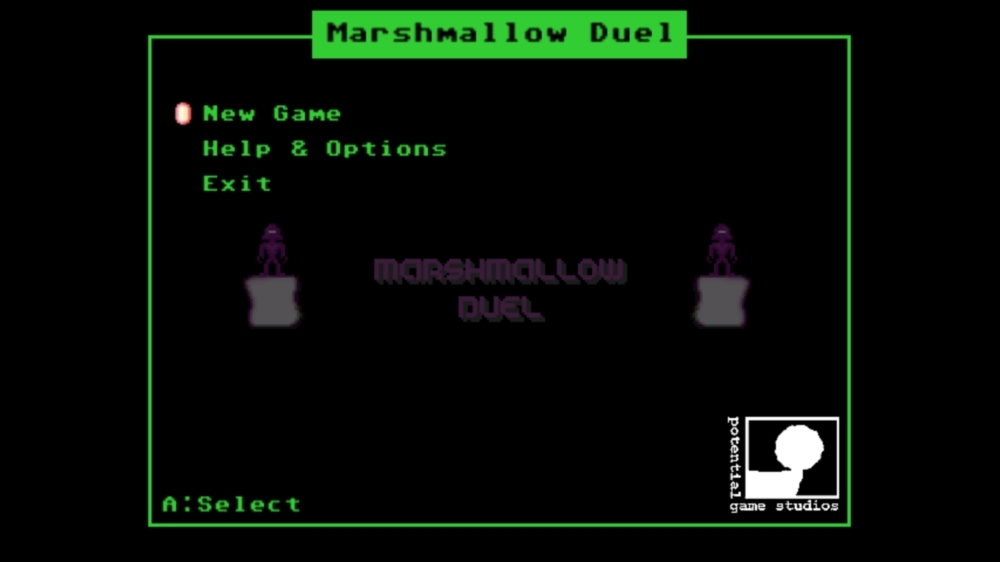 Marshmallow Duel
New Game
Help & Options
Exit
MARSHMALLOW
DUEL
potential
game studios
A:Select